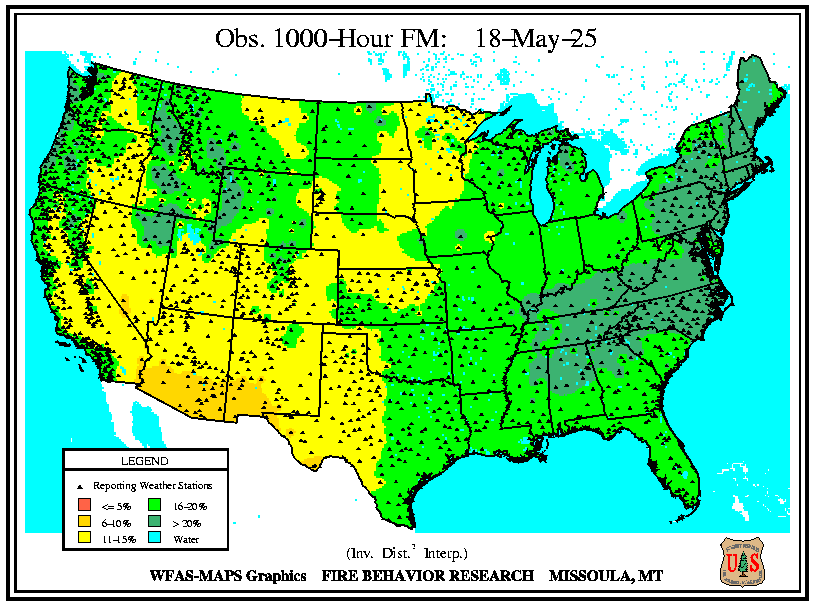 Obs. 1000-Hour FM: 18-May-25
LEGEND
Reporting Weather Stations
<= 5% 16-20%
6-10% > 20%
11-15% Water
(Inv. Dist.² Interp.)
WFAS-MAPS Graphics FIRE BEHAVIOR RESEARCH MISSOULA, MT
U S